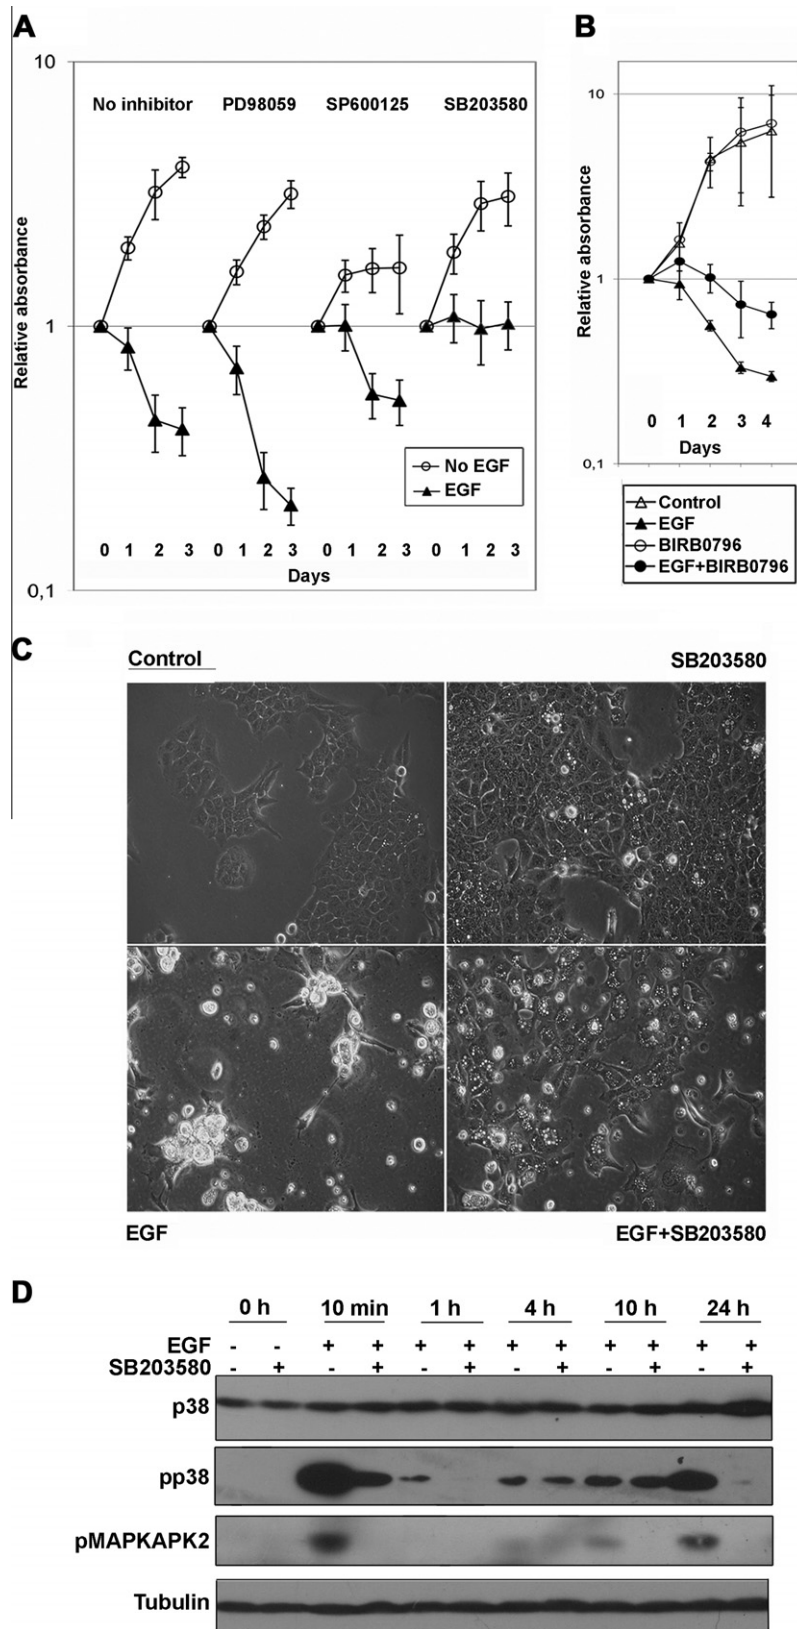 A
B
10
No inhibitor PD98059 SP600125 SB203580
Relative absorbance
1
No EGF
EGF
0 1 2 3 0 1 2 3 0 1 2 3 0 1 2 3
Days
0,1
10
Relative absorbance
1
0 1 2 3 4
Days
0,1
Control
EGF
BIRB0796
EGF+BIRB0796
C
Control
SB203580
EGF
EGF+SB203580
D
0 h 10 min 1 h 4 h 10 h 24 h
EGF - - + + + + + + + + + +
SB203580 - + - + - + - + - + - +
p38
pp38
pMAPKAPK2
Tubulin